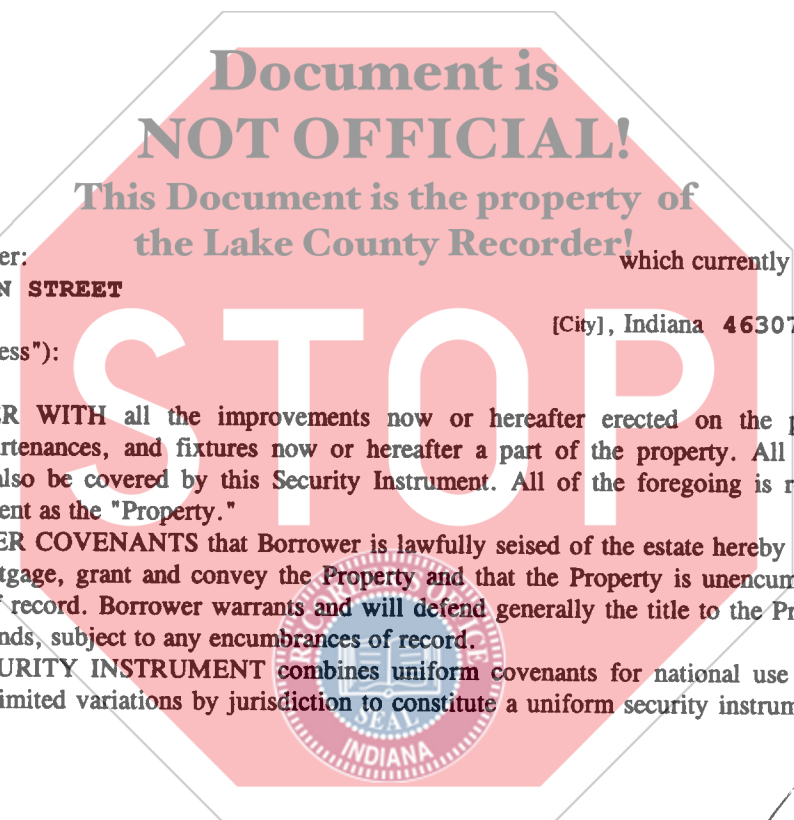 Document is
NOT OFFICIAL!
This Document is the property of
the Lake County Recorder!
er: which currently
N STREET
[City], Indiana 46307
ess"):
STOP
ER WITH all the improvements now or hereafter erected on the p
rtenances, and fixtures now or hereafter a part of the property. All
also be covered by this Security Instrument. All of the foregoing is r
ent as the "Property."
ER COVENANTS that Borrower is lawfully seised of the estate hereby
tgage, grant and convey the Property and that the Property is unencum
f record. Borrower warrants and will defend generally the title to the Pr
nds, subject to any encumbrances of record.
URITY INSTRUMENT combines uniform covenants for national use
imited variations by jurisdiction to constitute a uniform security instrum
RECORDER'S OFFICE
SEAL
INDIANA